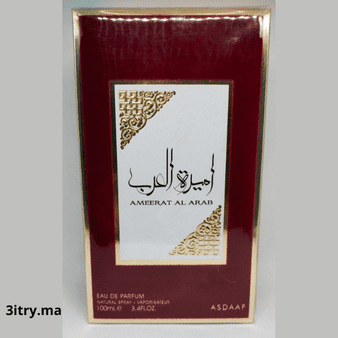 اميرة العرب
AMEERAT AL ARAB
EAU DE PARFUM
NATURAL SPRAY - VAPORISATEUR
100ml e 3.4FL.OZ.
ASDAAF
3itry.ma